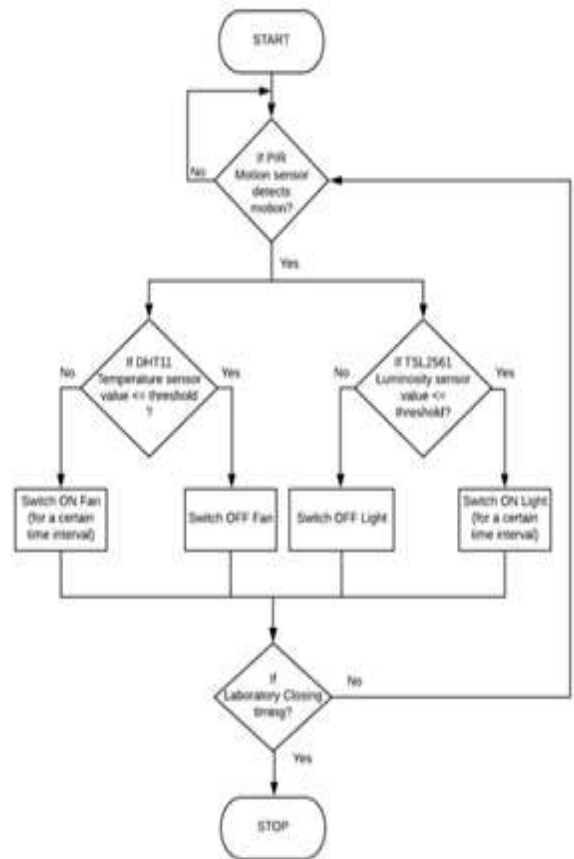 START
If PIR
Motion sensor
detects
motion?
No
Yes
If DHT11
Temperature sensor
value <= threshold
?
No
Yes
If TSL2561
Luminosity sensor
value <=
threshold?
No
Yes
Switch ON Fan
(for a certain
time interval)
Switch OFF Fan
Switch OFF Light
Switch ON Light
(for a certain
time interval)
If
Laboratory Closing
timing?
No
Yes
STOP